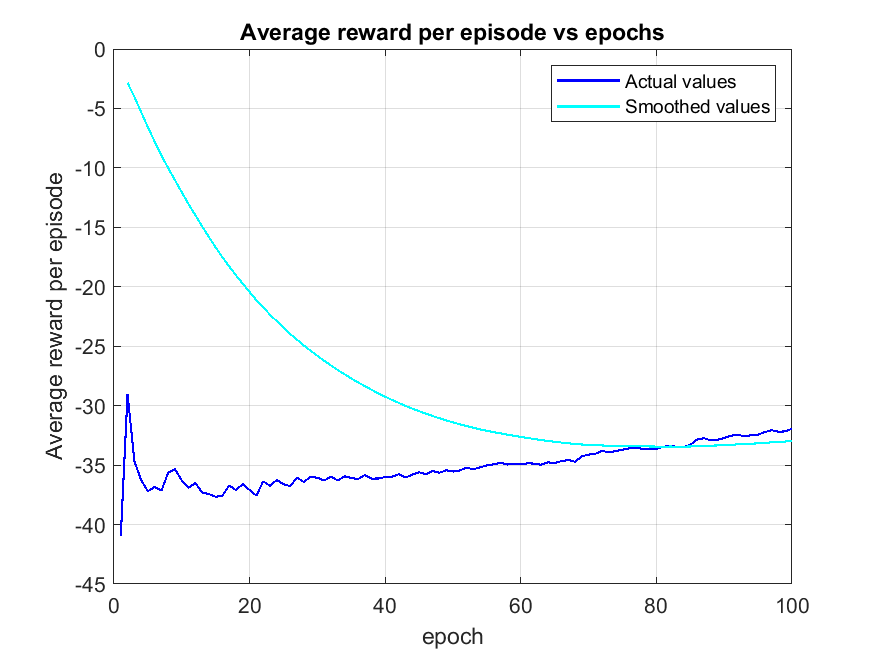 Average reward per episode vs epochs
Actual values
Smoothed values
Average reward per episode
0
-5
-10
-15
-20
-25
-30
-35
-40
-45
0 20 40 60 80 100
epoch